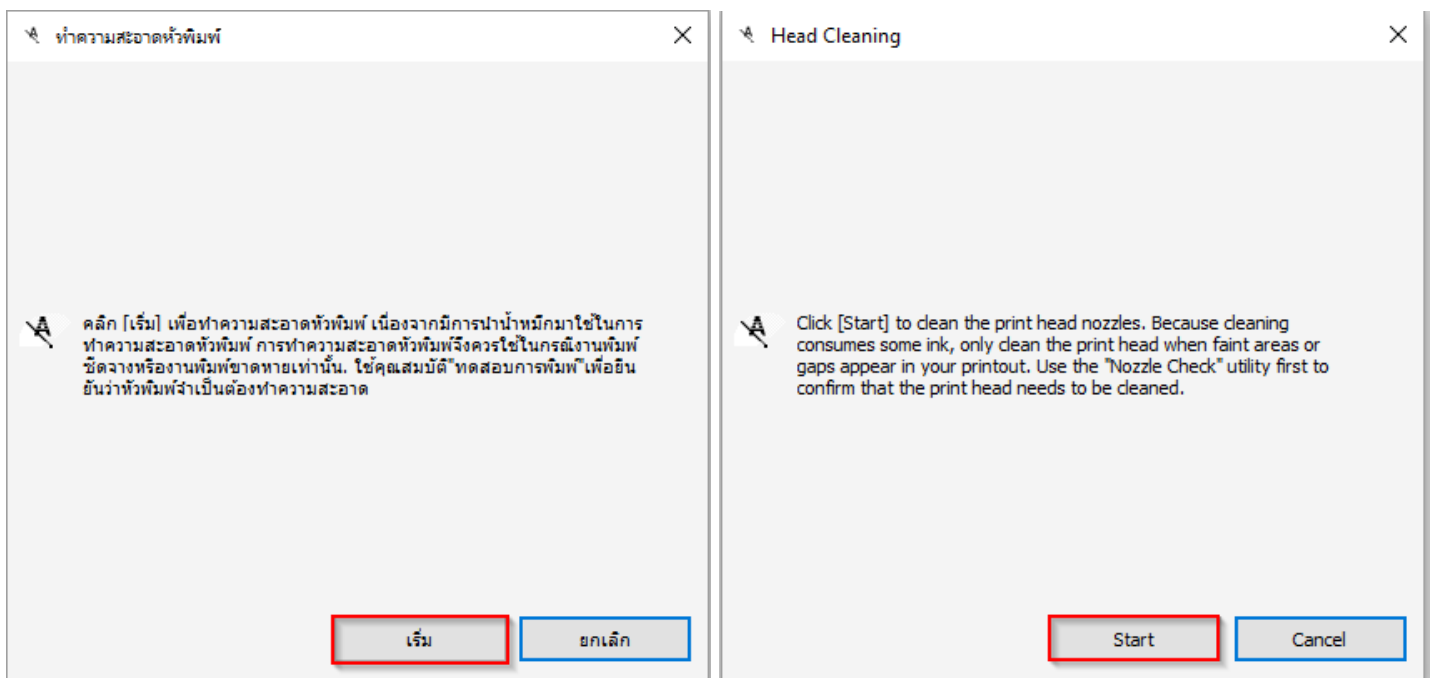 ทำความสะอาดหัวพิมพ์
คลิก [เริ่ม] เพื่อทำความสะอาดหัวพิมพ์ เนื่องจากมีการนำน้ำหมึกมาใช้ในการ
ทำความสะอาดหัวพิมพ์ การทำความสะอาดหัวพิมพ์จึงควรใช้ในกรณีงานพิมพ์
ซีดจางหรืองานพิมพ์ขาดหายเท่านั้น. ใช้คุณสมบัติ"ทดสอบการพิมพ์"เพื่อยืน
ยันว่าหัวพิมพ์จำเป็นต้องทำความสะอาด
เริ่ม
ยกเลิก
Head Cleaning
Click [Start] to clean the print head nozzles. Because cleaning
consumes some ink, only clean the print head when faint areas or
gaps appear in your printout. Use the "Nozzle Check" utility first to
confirm that the print head needs to be cleaned.
Start
Cancel